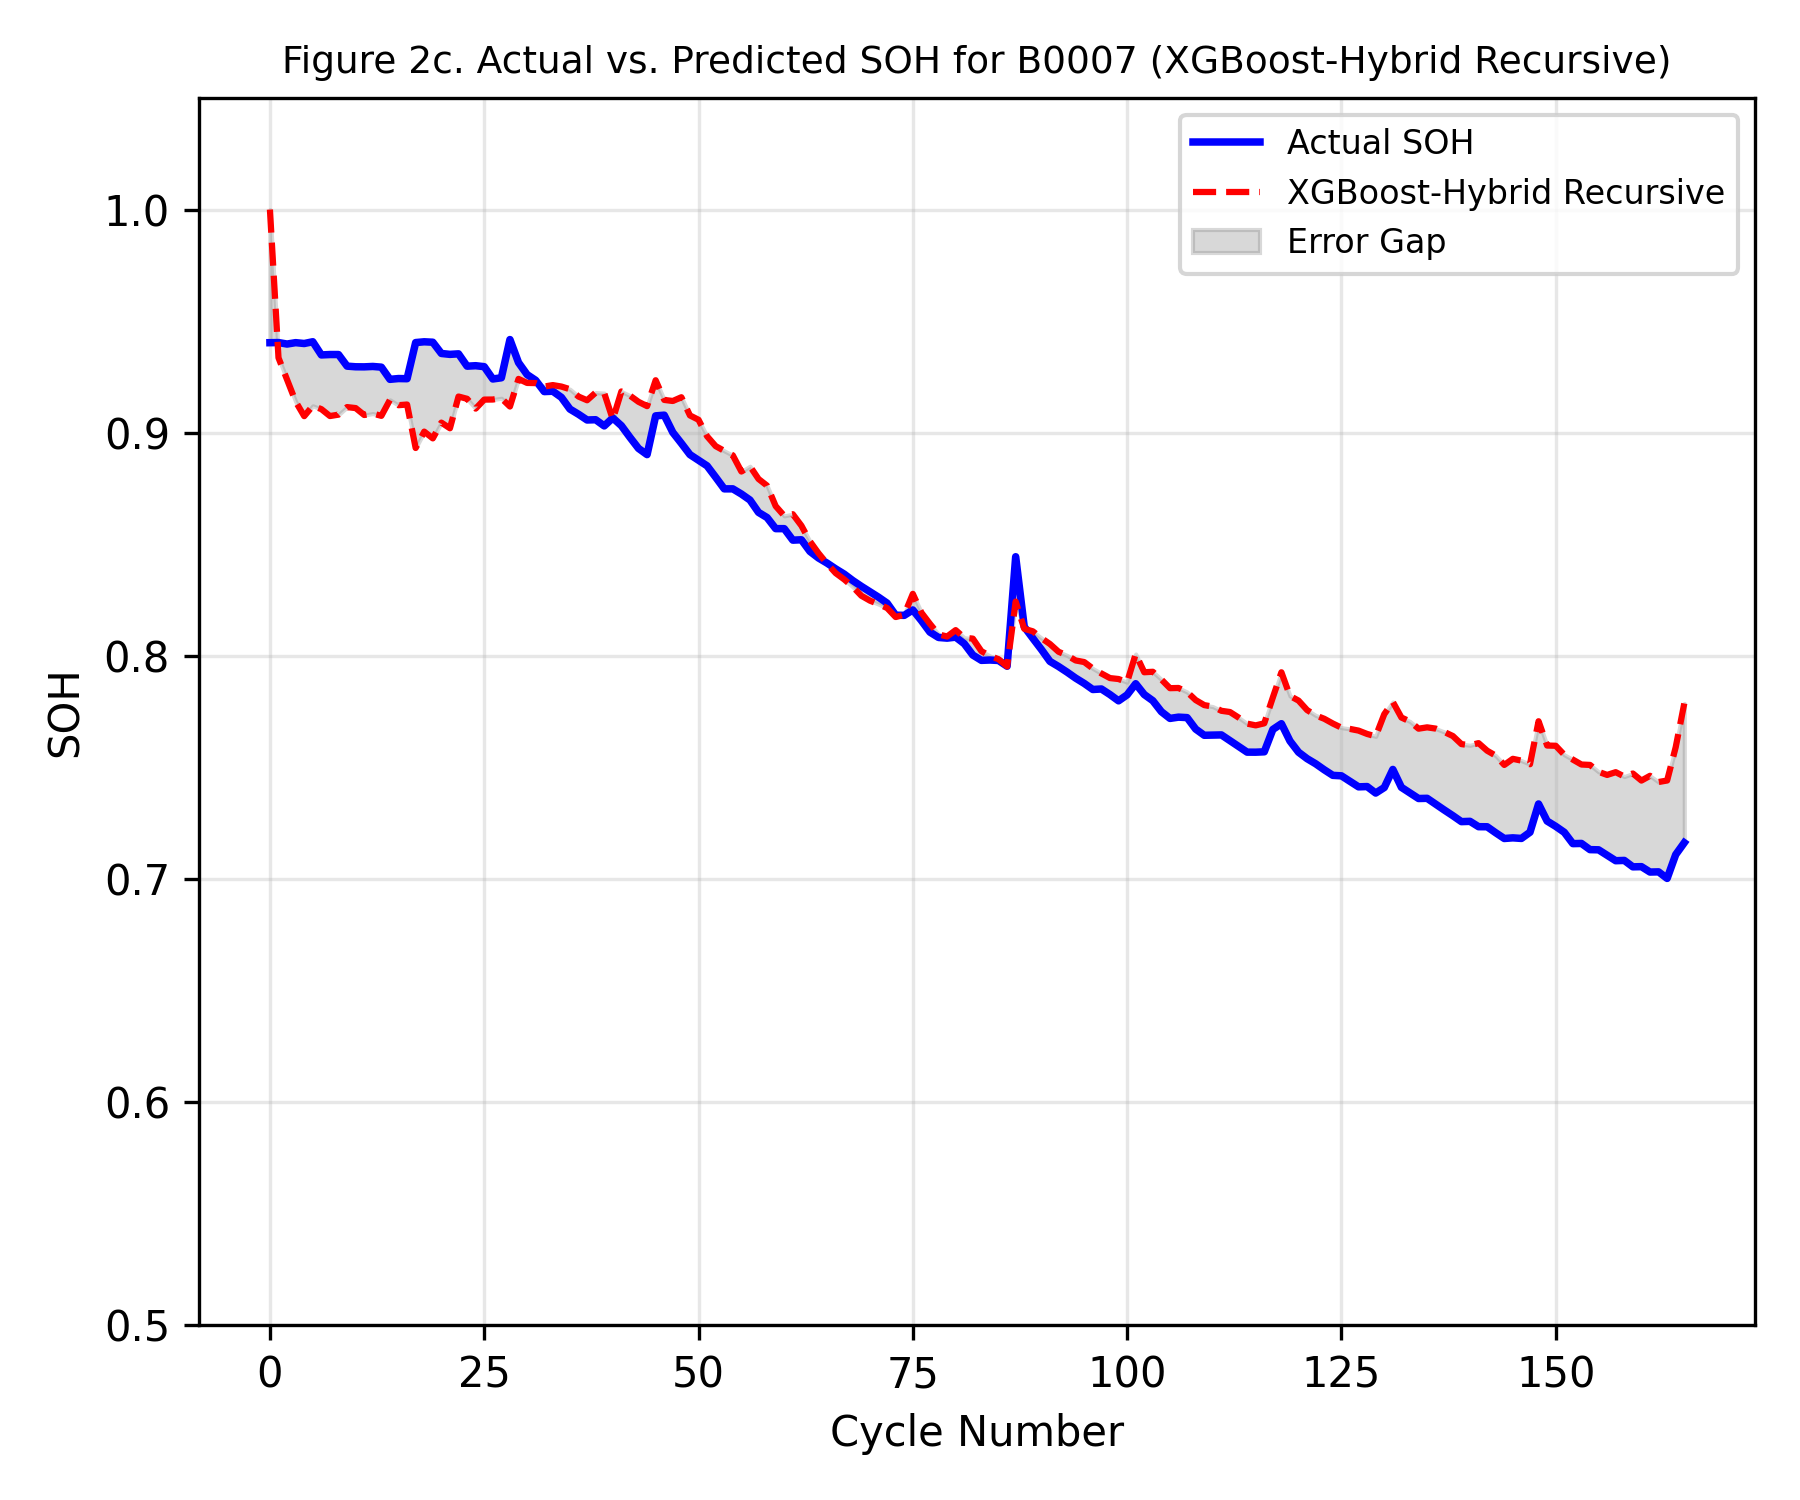 Figure 2c. Actual vs. Predicted SOH for B0007 (XGBoost-Hybrid Recursive)
Actual SOH
XGBoost-Hybrid Recursive
Error Gap
1.0
0.9
0.8
0.7
0.6
0.5
SOH
0 25 50 75 100 125 150
Cycle Number